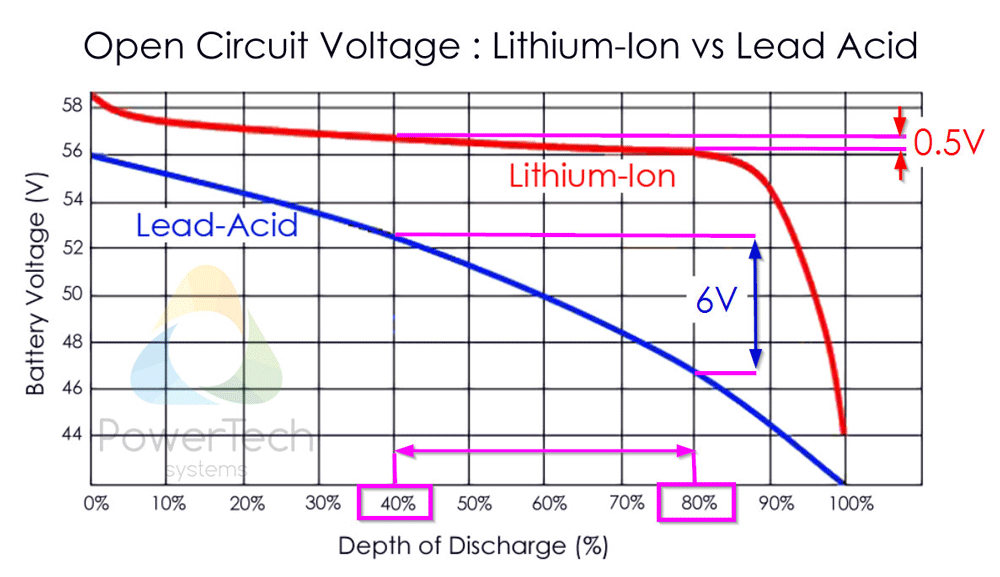 Open Circuit Voltage : Lithium-Ion vs Lead Acid
58
56
54
52
50
48
46
44
Battery Voltage (V)
0.5V
Lithium-Ion
Lead-Acid
6V
PowerTech
systems
0% 10% 20% 30% 40% 50% 60% 70% 80% 90% 100%
Depth of Discharge (%)